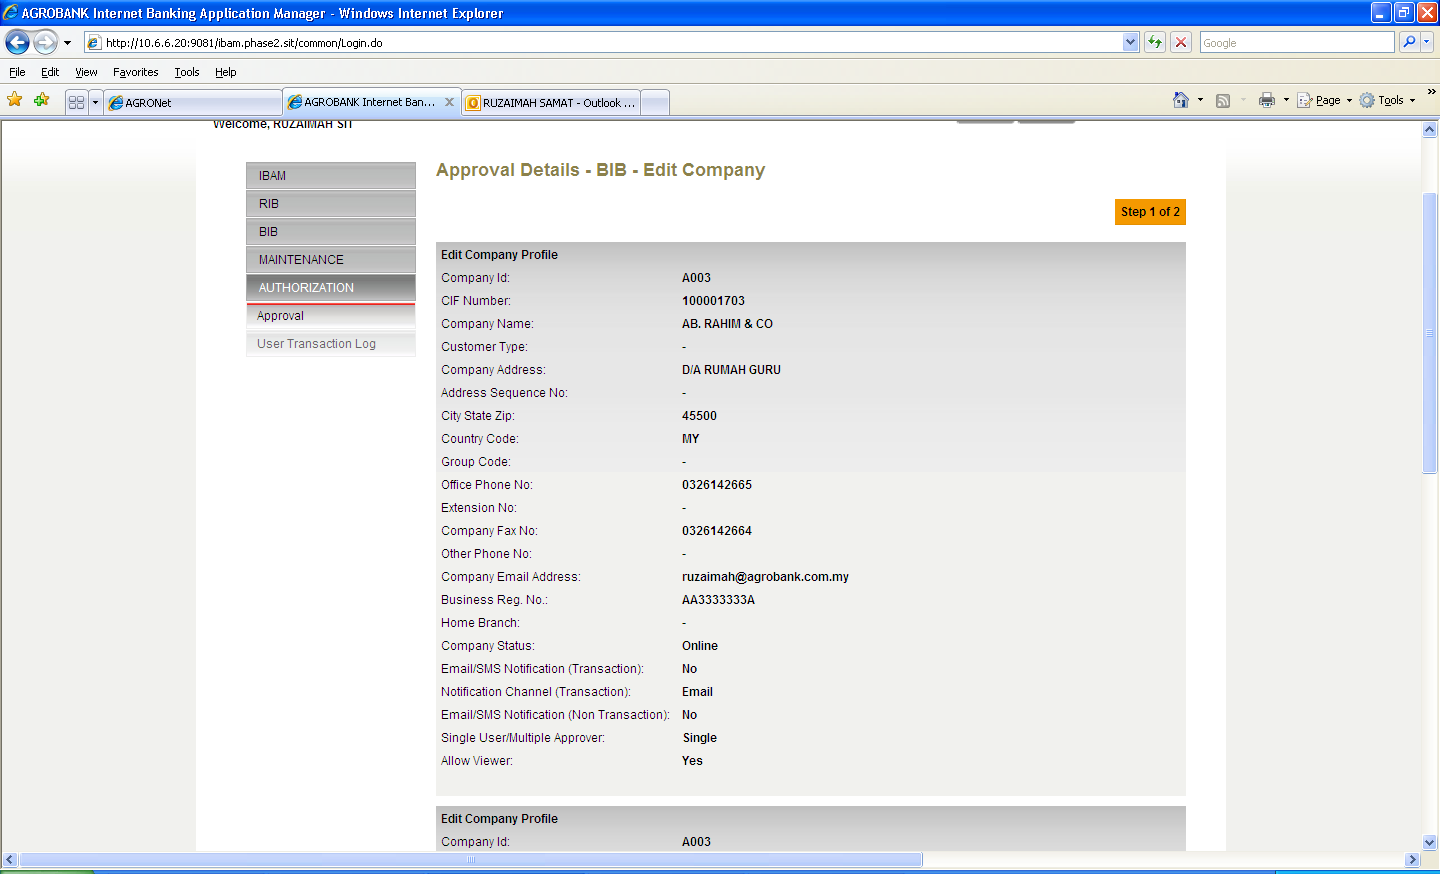 AGROBANK Internet Banking Application Manager - Windows Internet Explorer
http://10.6.6.20:9081/ibam.phase2.sit/common/Login.do
Google
File Edit View Favorites Tools Help
AGRONet
AGROBANK Internet Ban...
RUZAIMAH SAMAT - Outlook ...
Page Tools
Welcome, RUZAIMAH SIT
IBAM
RIB
BIB
MAINTENANCE
AUTHORIZATION
Approval
User Transaction Log
Approval Details - BIB - Edit Company
Step 1 of 2
Edit Company Profile
Company Id: A003
CIF Number: 100001703
Company Name: AB. RAHIM & CO
Customer Type: -
Company Address: D/A RUMAH GURU
Address Sequence No: -
City State Zip: 45500
Country Code: MY
Group Code: -
Office Phone No: 0326142665
Extension No: -
Company Fax No: 0326142664
Other Phone No: -
Company Email Address: ruzaimah@agrobank.com.my
Business Reg. No.: AA3333333A
Home Branch: -
Company Status: Online
Email/SMS Notification (Transaction): No
Notification Channel (Transaction): Email
Email/SMS Notification (Non Transaction): No
Single User/Multiple Approver: Single
Allow Viewer: Yes
Edit Company Profile
Company Id: A003